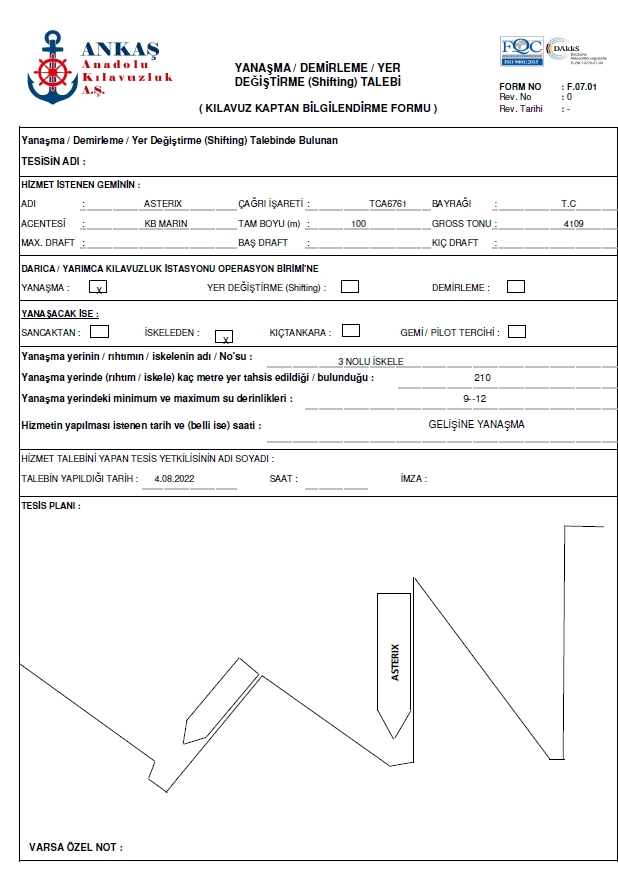 ANKAŞ
Anadolu
Kılavuzluk
A.Ş.
YANAŞMA / DEMİRLEME / YER
DEĞİŞTİRME (Shifting) TALEBİ
( KILAVUZ KAPTAN BİLGİLENDİRME FORMU )
FQC
ISO 9001:2015
DAkkS
Deutsche
Akkreditierungsstelle
FORM NO : F.07.01
Rev. No : 0
Rev. Tarihi : -
Yanaşma / Demirleme / Yer Değiştirme (Shifting) Talebinde Bulunan
TESİSİN ADI :
HİZMET İSTENEN GEMİNİN :
ADI : ASTERIX ÇAĞRI İŞARETİ : TCA6761 BAYRAĞI : T.C
ACENTESİ : KB MARIN TAM BOYU (m) : 100 GROSS TONU : 4109
MAX. DRAFT : BAŞ DRAFT : KIÇ DRAFT :
DARICA / YARIMCA KILAVUZLUK İSTASYONU OPERASYON BİRİMİ'NE
YANAŞMA : x YER DEĞİŞTİRME (Shifting) : DEMİRLEME :
YANAŞACAK İSE :
SANCAKTAN : İSKELEDEN : x KIÇTANKARA : GEMİ / PİLOT TERCİHİ :
Yanaşma yerinin / rıhtımın / iskelenin adı / No'su : 3 NOLU İSKELE
Yanaşma yerinde (rıhtım / iskele) kaç metre yer tahsis edildiği / bulunduğu : 210
Yanaşma yerindeki minimum ve maximum su derinlikleri : 9--12
Hizmetin yapılması istenen tarih ve (belli ise) saati : GELİŞİNE YANAŞMA
HİZMET TALEBİNİ YAPAN TESİS YETKİLİSİNİN ADI SOYADI :
TALEBİN YAPILDIĞI TARİH : 4.08.2022 SAAT : İMZA :
TESİS PLANI :
ASTERIX
VARSA ÖZEL NOT :